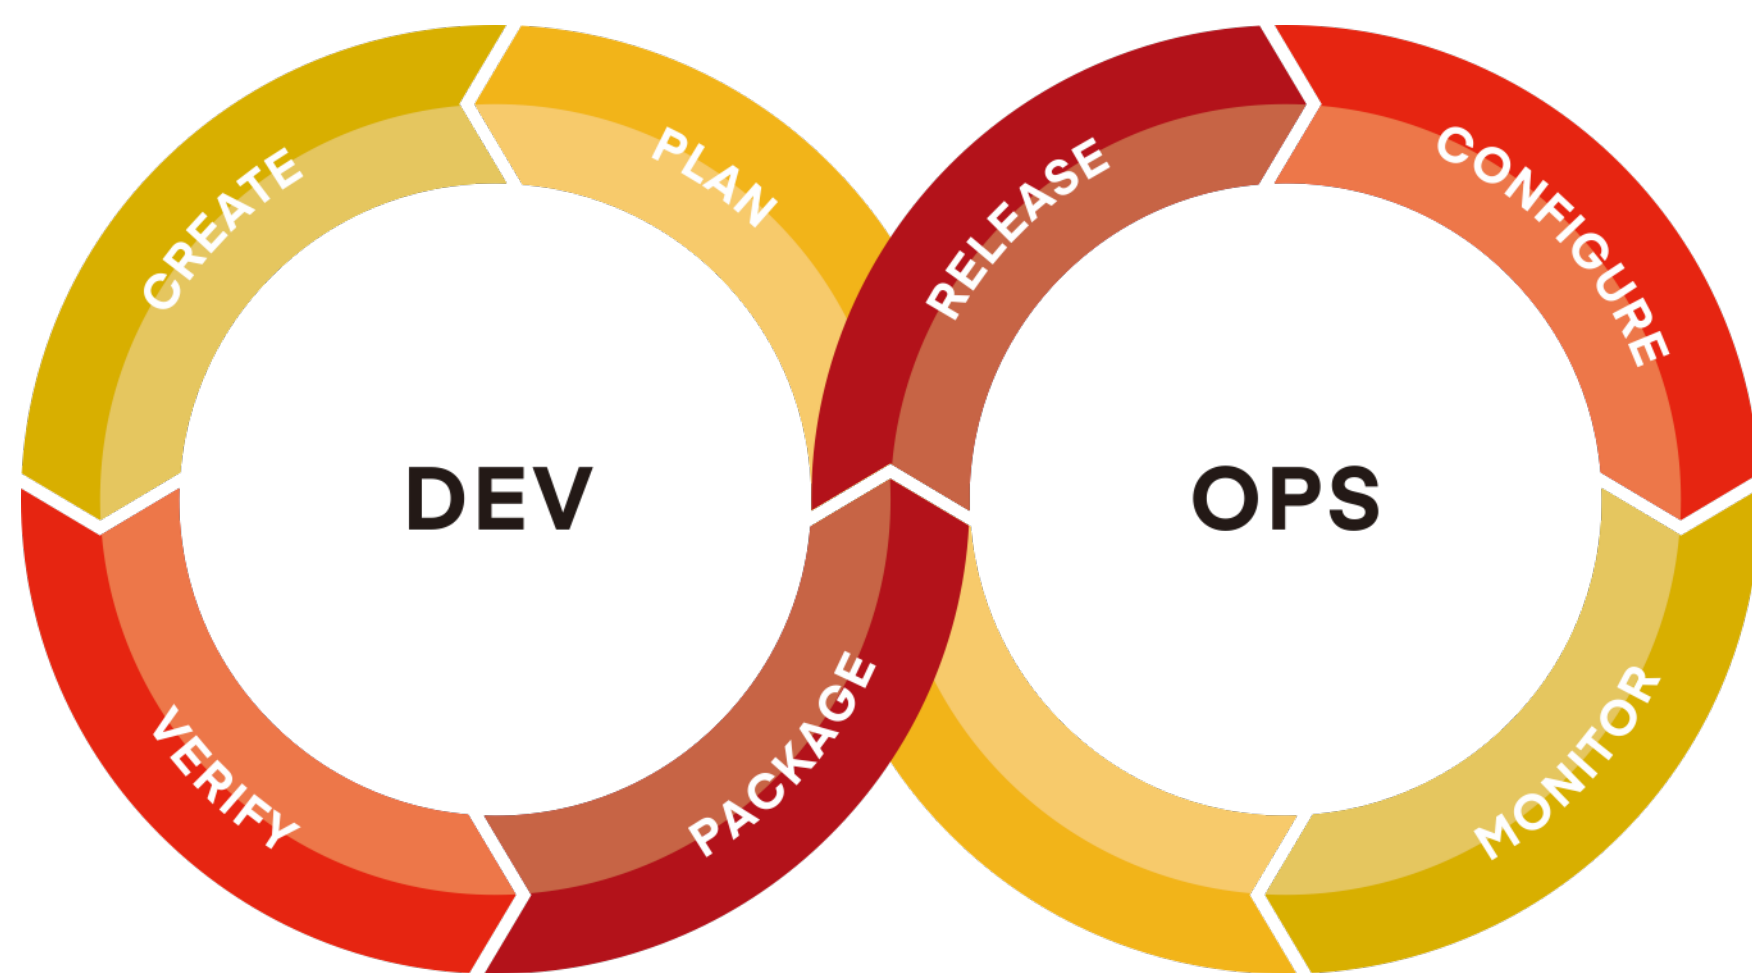 CREATE
PLAN
RELEASE
CONFIGURE
DEV
OPS
VERIFY
PACKAGE
MONITOR